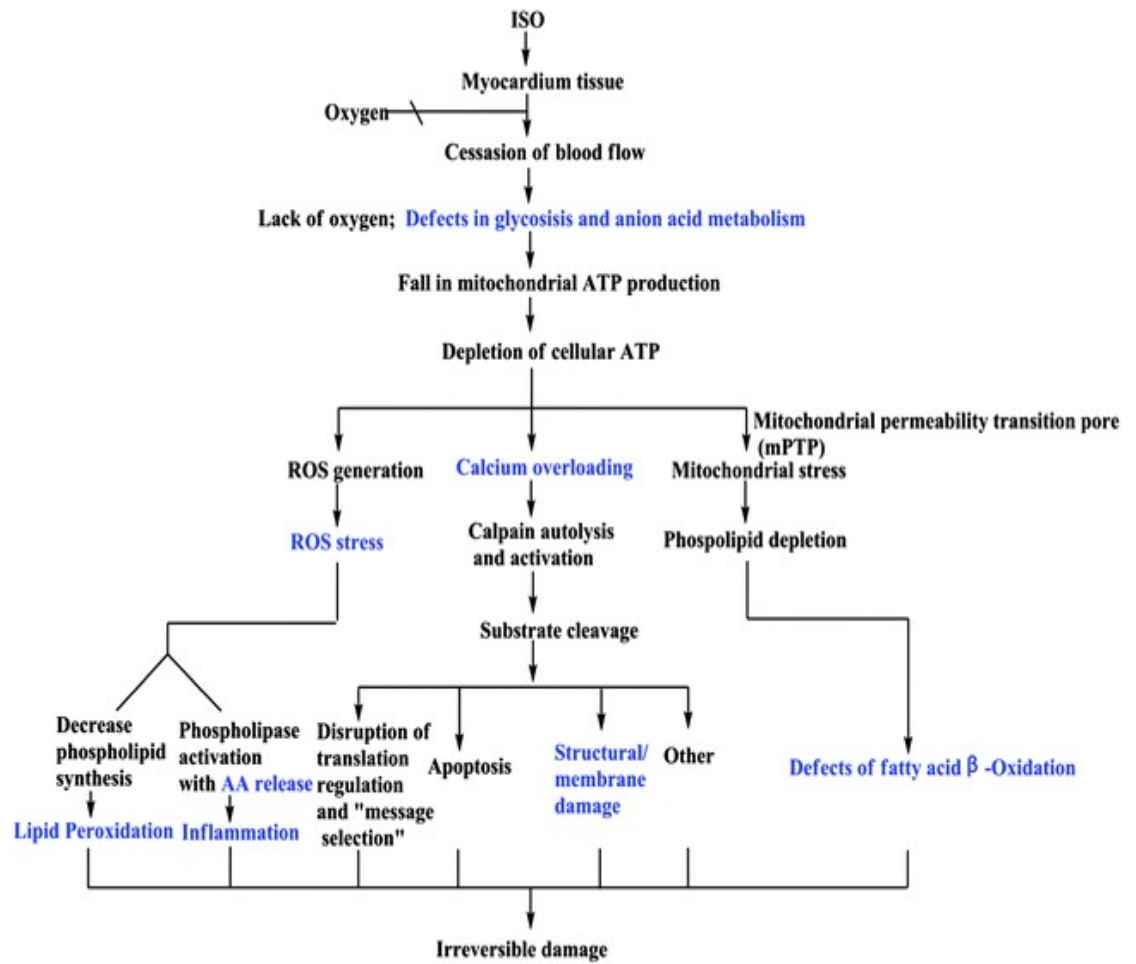 ISO
Myocardium tissue
Oxygen
Cessasion of blood flow
Lack of oxygen; Defects in glycosisis and anion acid metabolism
Fall in mitochondrial ATP production
Depletion of cellular ATP
Mitochondrial permeability transition pore
(mPTP)
ROS generation
Calcium overloading
Mitochondrial stress
ROS stress
Calpain autolysis
and activation
Phospolipid depletion
Substrate cleavage
Decrease
phospholipid
synthesis
Lipid Peroxidation
Phospholipase
activation
with AA release
Inflammation
Disruption of
translation
regulation
and "message
selection"
Apoptosis
Structural/
membrane
damage
Other
Defects of fatty acid β -Oxidation
Irreversible damage